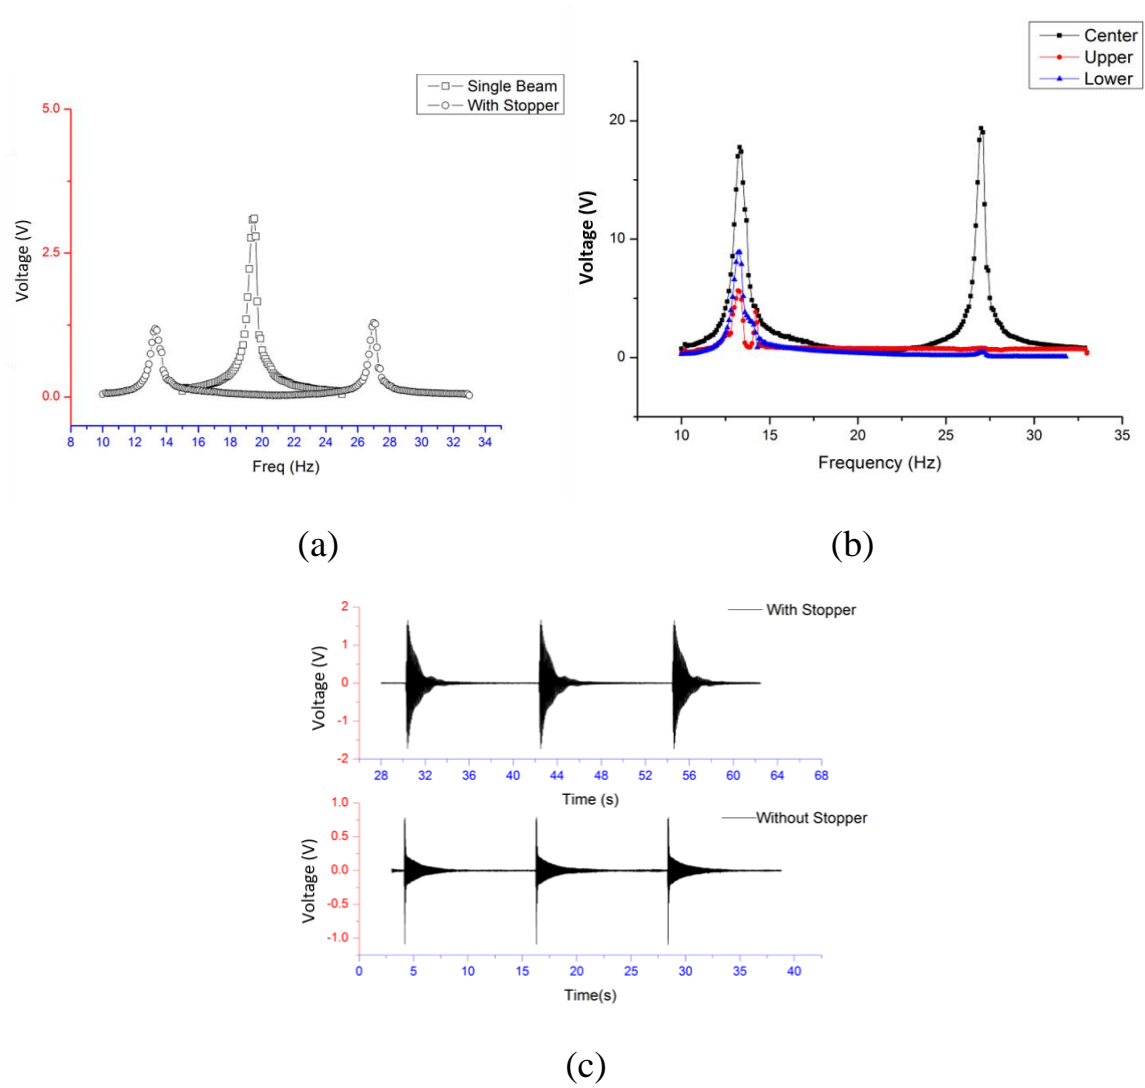 Single Beam
With Stopper
5.0
2.5
0.0
Voltage (V)
8 10 12 14 16 18 20 22 24 26 28 30 32 34
Freq (Hz)
(a)
Center
Upper
Lower
20
10
0
Voltage (V)
10 15 20 25 30 35
Frequency (Hz)
(b)
With Stopper
2
1
0
-1
-2
Voltage (V)
28 32 36 40 44 48 52 56 60 64 68
Time (s)
Without Stopper
1.0
0.5
0.0
-0.5
-1.0
Voltage (V)
0 5 10 15 20 25 30 35 40
Time(s)
(c)